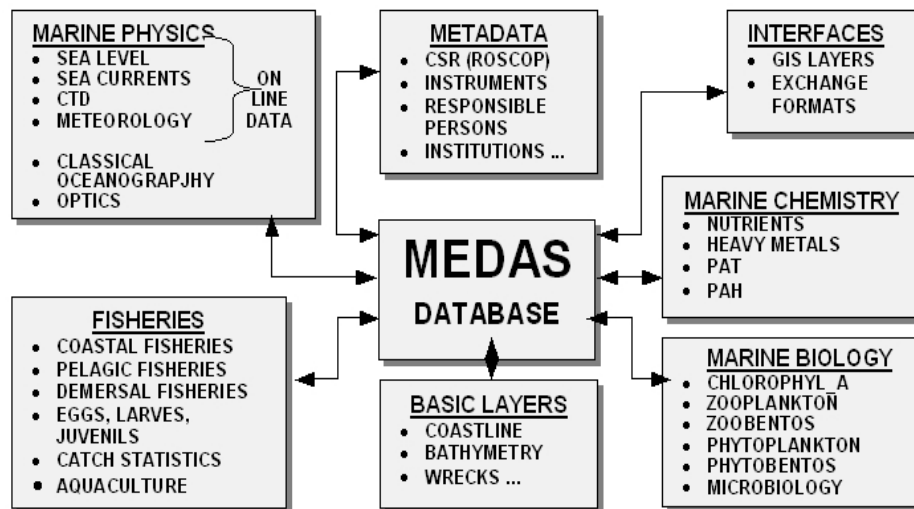 MARINE PHYSICS
• SEA LEVEL
• SEA CURRENTS
• CTD
• METEOROLOGY
ON
LINE
DATA
• CLASSICAL
OCEANOGRAPJHY
• OPTICS
METADATA
• CSR (ROSCOP)
• INSTRUMENTS
• RESPONSIBLE
PERSONS
• INSTITUTIONS ...
INTERFACES
• GIS LAYERS
• EXCHANGE
FORMATS
MEDAS
DATABASE
MARINE CHEMISTRY
• NUTRIENTS
• HEAVY METALS
• PAT
• PAH
FISHERIES
• COASTAL FISHERIES
• PELAGIC FISHERIES
• DEMERSAL FISHERIES
• EGGS, LARVES,
JUVENILS
• CATCH STATISTICS
• AQUACULTURE
BASIC LAYERS
• COASTLINE
• BATHYMETRY
• WRECKS ...
MARINE BIOLOGY
• CHLOROPHYL_A
• ZOOPLANKTON
• ZOOBENTOS
• PHYTOPLANKTON
• PHYTOBENTOS
• MICROBIOLOGY